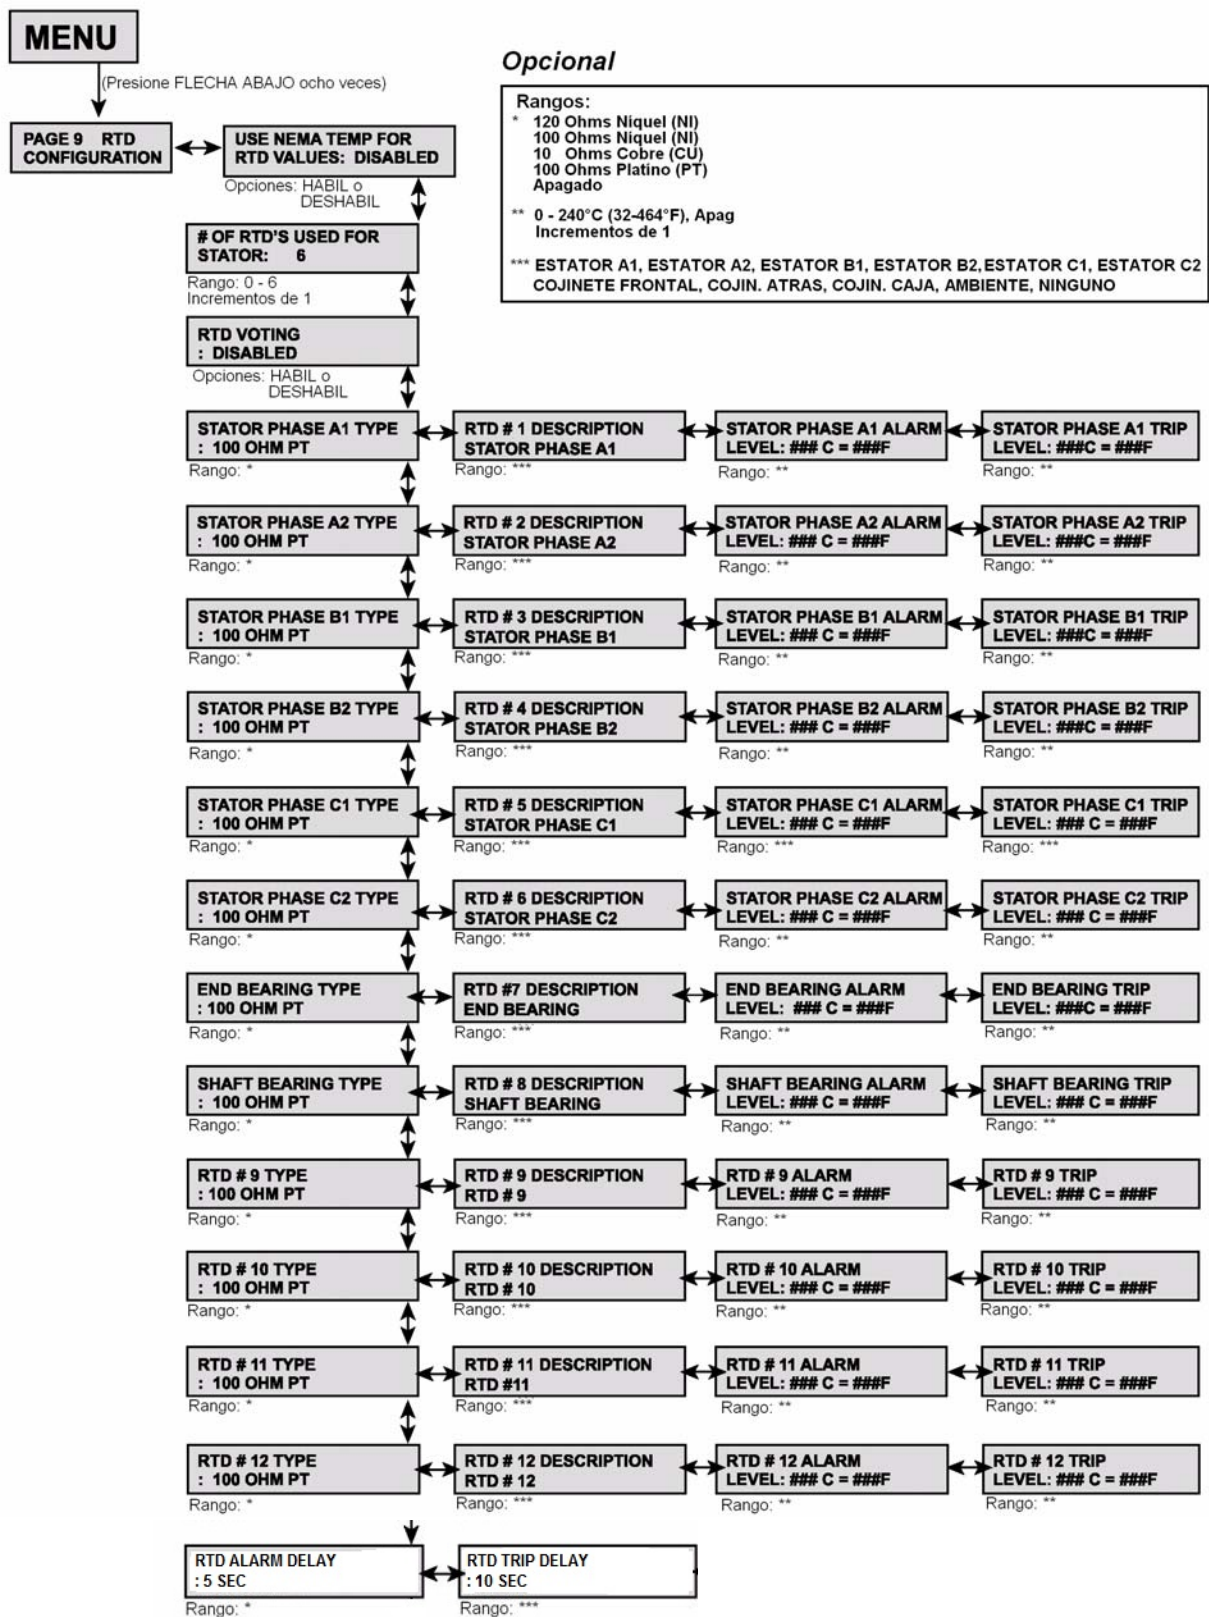 MENU
(Presione FLECHA ABAJO ocho veces)
Opcional
Rangos:
* 120 Ohms Niquel (NI)
100 Ohms Niquel (NI)
10 Ohms Cobre (CU)
100 Ohms Platino (PT)
Apagado
** 0 - 240°C (32-464°F), Apag
Incrementos de 1
*** ESTATOR A1, ESTATOR A2, ESTATOR B1, ESTATOR B2, ESTATOR C1, ESTATOR C2
COJINETE FRONTAL, COJIN. ATRAS, COJIN. CAJA, AMBIENTE, NINGUNO
PAGE 9 RTD
CONFIGURATION
USE NEMA TEMP FOR
RTD VALUES: DISABLED
Opciones: HABIL o
DESHABIL
# OF RTD'S USED FOR
STATOR: 6
Rango: 0 - 6
Incrementos de 1
RTD VOTING
: DISABLED
Opciones: HABIL o
DESHABIL
STATOR PHASE A1 TYPE
: 100 OHM PT
Rango: *
RTD # 1 DESCRIPTION
STATOR PHASE A1
Rango: ***
STATOR PHASE A1 ALARM
LEVEL: ### C = ###F
Rango: **
STATOR PHASE A1 TRIP
LEVEL: ###C = ###F
Rango: **
STATOR PHASE A2 TYPE
: 100 OHM PT
Rango: *
RTD # 2 DESCRIPTION
STATOR PHASE A2
Rango: ***
STATOR PHASE A2 ALARM
LEVEL: ### C = ###F
Rango: **
STATOR PHASE A2 TRIP
LEVEL: ###C = ###F
Rango: **
STATOR PHASE B1 TYPE
: 100 OHM PT
Rango: *
RTD # 3 DESCRIPTION
STATOR PHASE B1
Rango: ***
STATOR PHASE B1 ALARM
LEVEL: ### C = ###F
Rango: **
STATOR PHASE B1 TRIP
LEVEL: ###C = ###F
Rango: **
STATOR PHASE B2 TYPE
: 100 OHM PT
Rango: *
RTD # 4 DESCRIPTION
STATOR PHASE B2
Rango: ***
STATOR PHASE B2 ALARM
LEVEL: ### C = ###F
Rango: **
STATOR PHASE B2 TRIP
LEVEL: ###C = ###F
Rango: **
STATOR PHASE C1 TYPE
: 100 OHM PT
Rango: *
RTD # 5 DESCRIPTION
STATOR PHASE C1
Rango: ***
STATOR PHASE C1 ALARM
LEVEL: ### C = ###F
Rango: ***
STATOR PHASE C1 TRIP
LEVEL: ### C = ###F
Rango: ***
STATOR PHASE C2 TYPE
: 100 OHM PT
Rango: *
RTD # 6 DESCRIPTION
STATOR PHASE C2
Rango: ***
STATOR PHASE C2 ALARM
LEVEL: ### C = ###F
Rango: **
STATOR PHASE C2 TRIP
LEVEL: ### C = ###F
Rango: **
END BEARING TYPE
: 100 OHM PT
Rango: *
RTD #7 DESCRIPTION
END BEARING
Rango: ***
END BEARING ALARM
LEVEL: ### C = ###F
Rango: **
END BEARING TRIP
LEVEL: ###C = ###F
Rango: **
SHAFT BEARING TYPE
: 100 OHM PT
Rango: *
RTD # 8 DESCRIPTION
SHAFT BEARING
Rango: ***
SHAFT BEARING ALARM
LEVEL: ### C = ###F
Rango: **
SHAFT BEARING TRIP
LEVEL: ### C = ###F
Rango: **
RTD # 9 TYPE
: 100 OHM PT
Rango: *
RTD # 9 DESCRIPTION
RTD # 9
Rango: ***
RTD # 9 ALARM
LEVEL: ### C = ###F
Rango: **
RTD # 9 TRIP
LEVEL: ### C = ###F
Rango: **
RTD # 10 TYPE
: 100 OHM PT
Rango: *
RTD # 10 DESCRIPTION
RTD # 10
Rango: ***
RTD # 10 ALARM
LEVEL: ### C = ###F
Rango: **
RTD # 10 TRIP
LEVEL: ### C = ###F
Rango: **
RTD # 11 TYPE
: 100 OHM PT
Rango: *
RTD # 11 DESCRIPTION
RTD #11
Rango: ***
RTD # 11 ALARM
LEVEL: ### C = ###F
Rango: **
RTD # 11 TRIP
LEVEL: ### C = ###F
Rango: **
RTD # 12 TYPE
: 100 OHM PT
Rango: *
RTD # 12 DESCRIPTION
RTD # 12
Rango: ***
RTD # 12 ALARM
LEVEL: ### C = ###F
Rango: **
RTD # 12 TRIP
LEVEL: ### C = ###F
Rango: **
RTD ALARM DELAY
: 5 SEC
Rango: *
RTD TRIP DELAY
: 10 SEC
Rango: ***